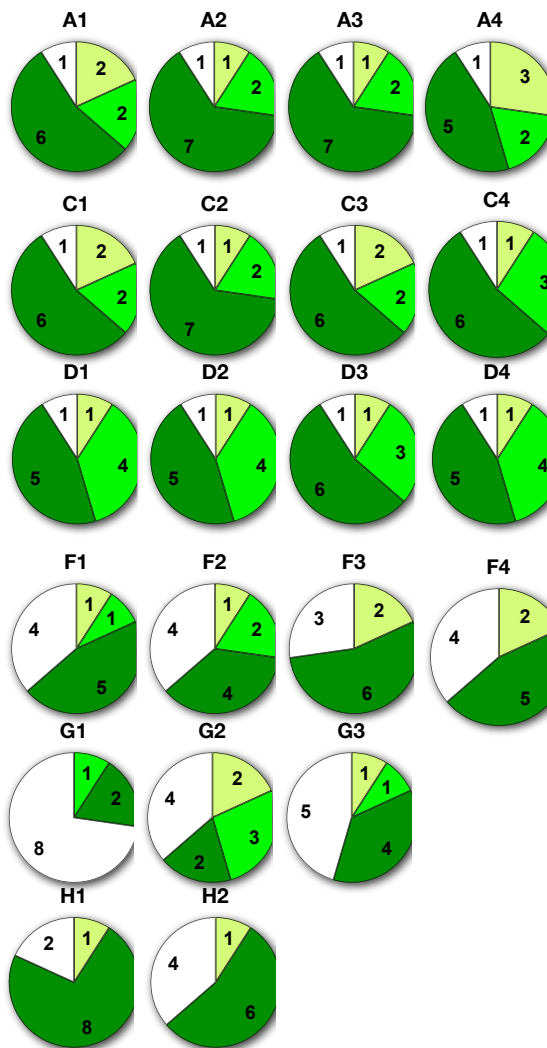 A1 A2 A3 A4
1 2 2 6
1 1 2 7
1 1 2 7
1 3 2 5
C1 C2 C3 C4
1 2 2 6
1 1 2 7
1 2 2 6
1 1 3 6
D1 D2 D3 D4
1 1 4 5
1 1 4 5
1 1 3 6
1 1 4 5
F1 F2 F3 F4
4 1 1 5
4 1 2 4
3 2 6
4 2 5
G1 G2 G3
1 2 8
4 2 3 2
5 1 1 4
H1 H2
2 1 8
4 1 6